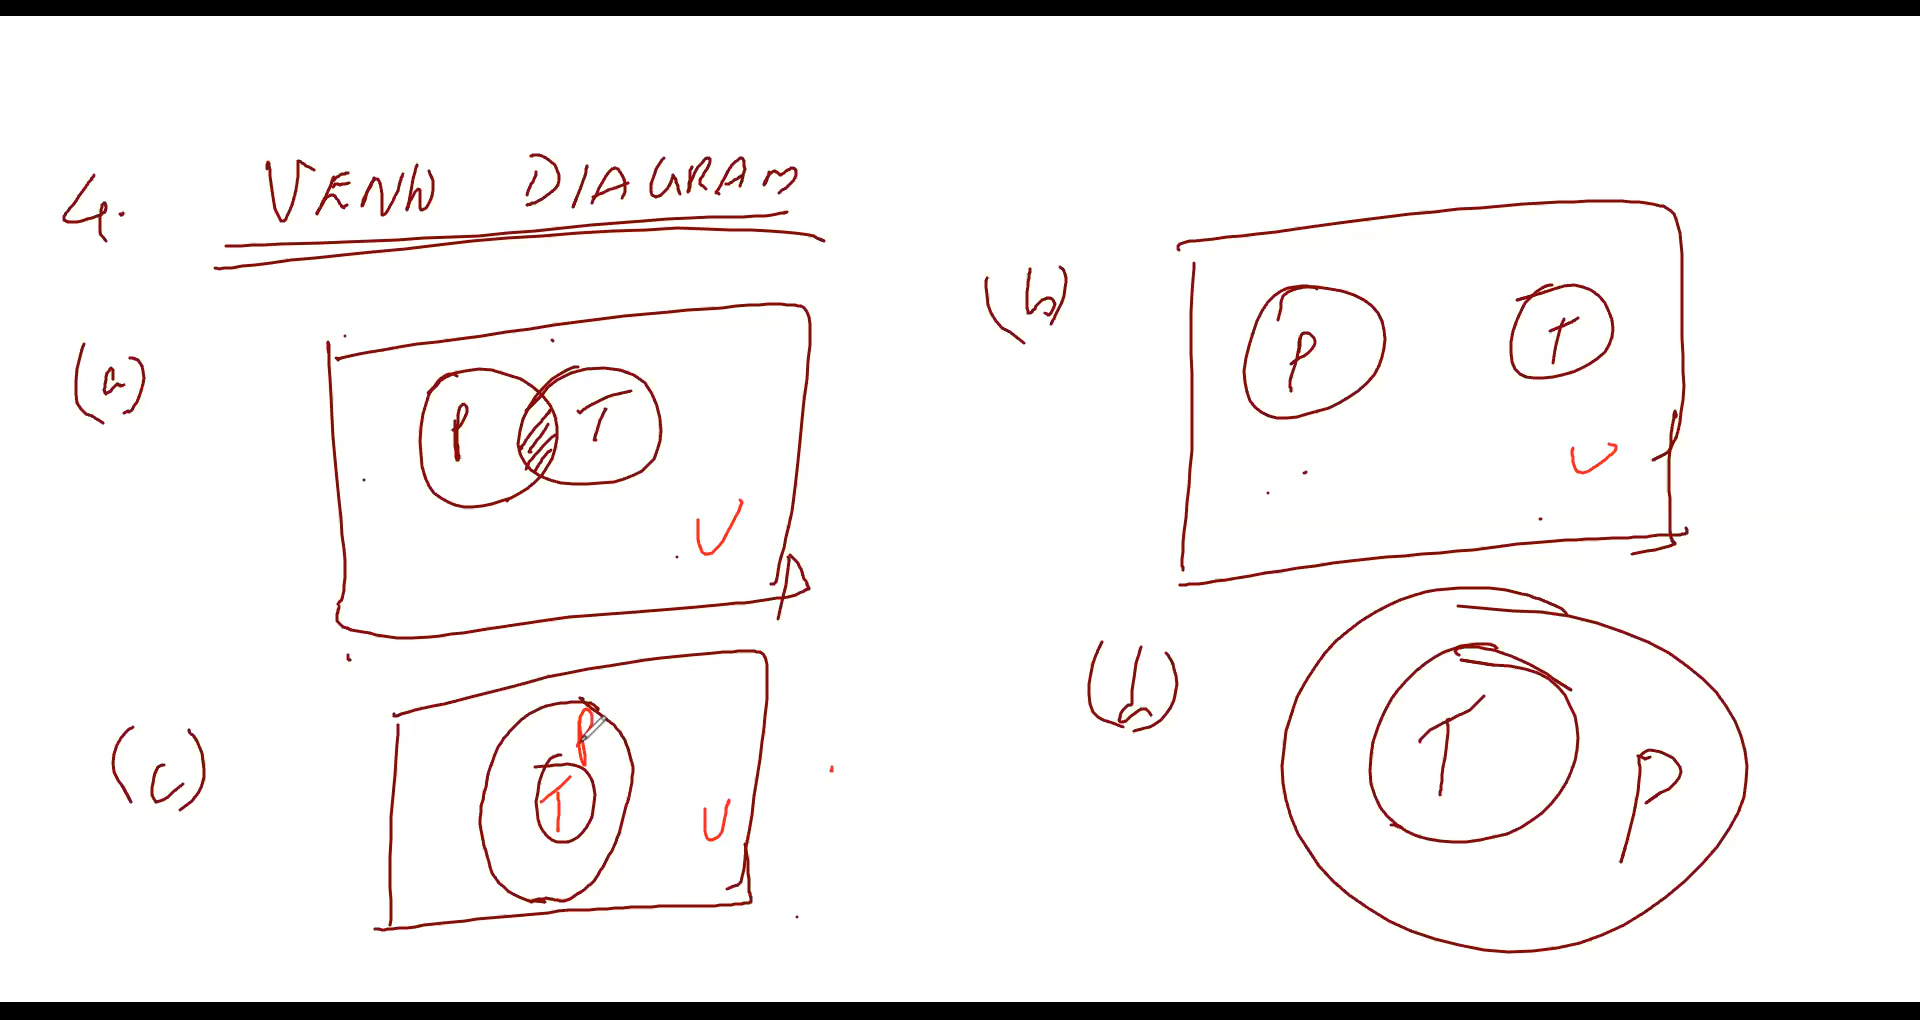 4. VENN DIAGRAM
(a)
P T
U
(b)
P T
U
(c)
P
T
U
(d)
T
P